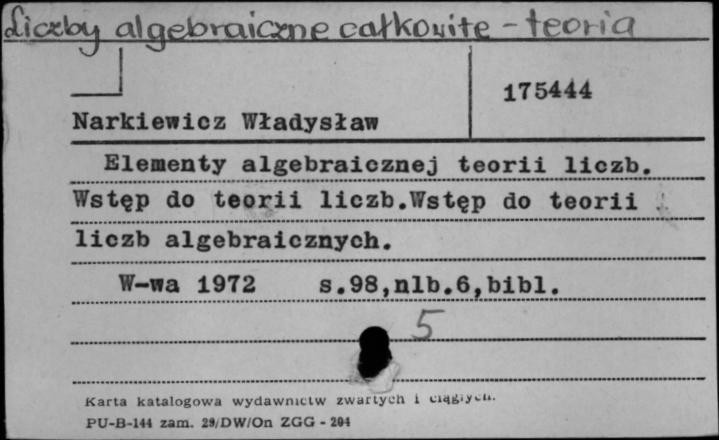 Liczby algebraiczne całkowite - teoria
175444
Narkiewicz Władysław
Elementy algebraicznej teorii liczb.
Wstęp do teorii liczb.Wstęp do teorii
liczb algebraicznych.
W-wa 1972 s.98,nlb.6,bibl.
5
Karta katalogowa wydawnictw zwartych i ciągłych.
PU-B-144 zam. 29/DW/On ZGG - 204